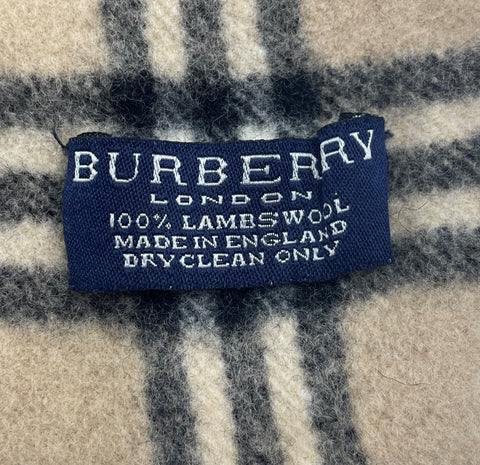 BURBERRY
LONDON
100% LAMBSWOOL
MADE IN ENGLAND
DRYCLEAN ONLY